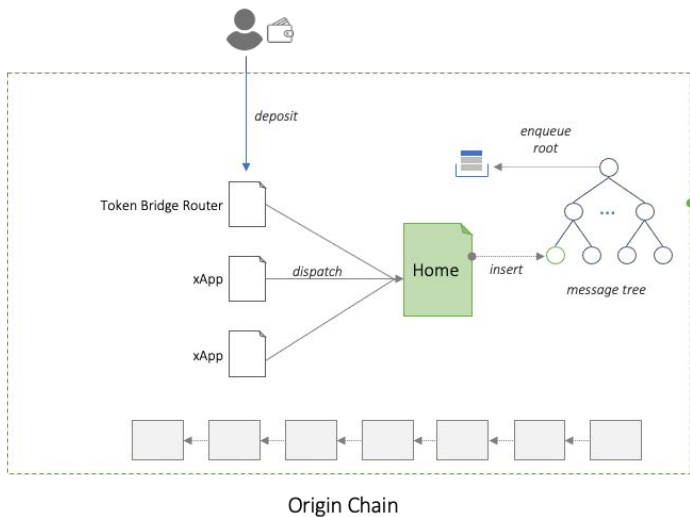 deposit
enqueue
root
Token Bridge Router
xApp
dispatch
Home
insert
message tree
xApp
Origin Chain